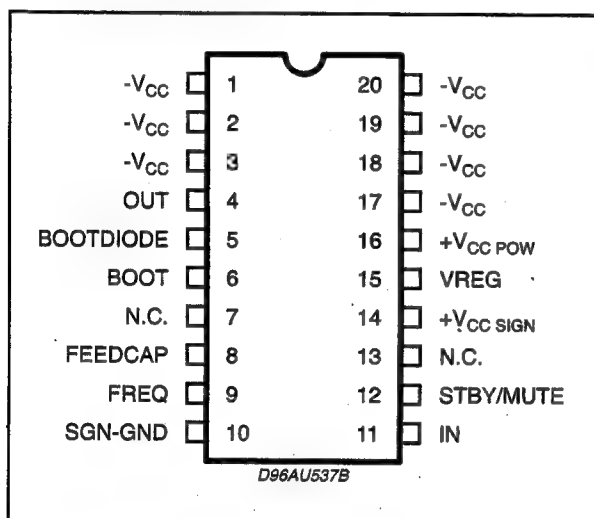 -VCC 1 20 -VCC
-VCC 2 19 -VCC
-VCC 3 18 -VCC
OUT 4 17 -VCC
BOOTDIODE 5 16 +VCC POW
BOOT 6 15 VREG
N.C. 7 14 +VCC SIGN
FEEDCAP 8 13 N.C.
FREQ 9 12 STBY/MUTE
SGN-GND 10 11 IN
D96AU537B